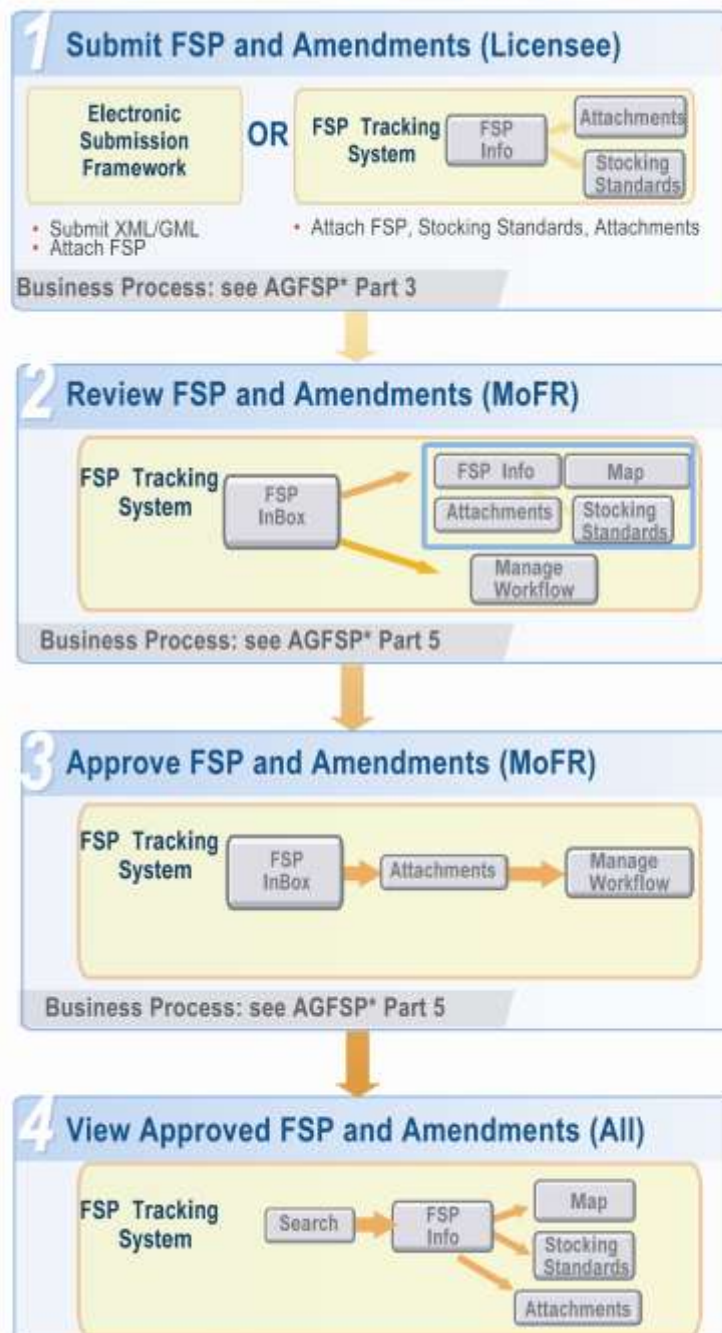 1 Submit FSP and Amendments (Licensee)
Electronic
Submission
Framework
OR
FSP Tracking
System
FSP
Info
Attachments
Stocking
Standards
• Submit XML/GML
• Attach FSP
• Attach FSP, Stocking Standards, Attachments
Business Process: see AGFSP* Part 3
2 Review FSP and Amendments (MoFR)
FSP Tracking
System
FSP
InBox
FSP Info
Map
Attachments
Stocking
Standards
Manage
Workflow
Business Process: see AGFSP* Part 5
3 Approve FSP and Amendments (MoFR)
FSP Tracking
System
FSP
InBox
Attachments
Manage
Workflow
Business Process: see AGFSP* Part 5
4 View Approved FSP and Amendments (All)
FSP Tracking
System
Search
FSP
Info
Map
Stocking
Standards
Attachments